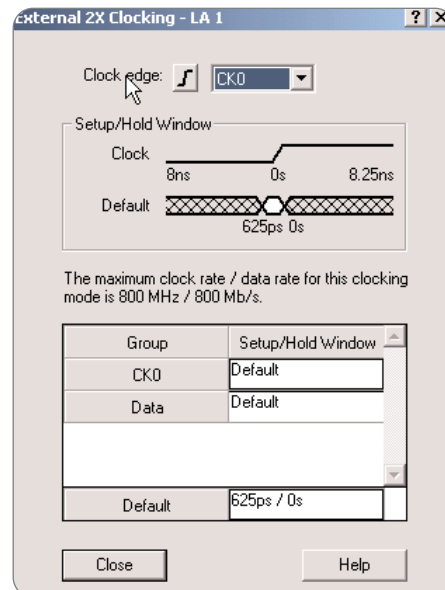 External 2X Clocking - LA 1
Clock edge: CK0
Setup/Hold Window
Clock
8ns 0s 8.25ns
Default
625ps 0s
The maximum clock rate / data rate for this clocking
mode is 800 MHz / 800 Mb/s.
Group Setup/Hold Window
CK0 Default
Data Default
Default 625ps / 0s
Close Help